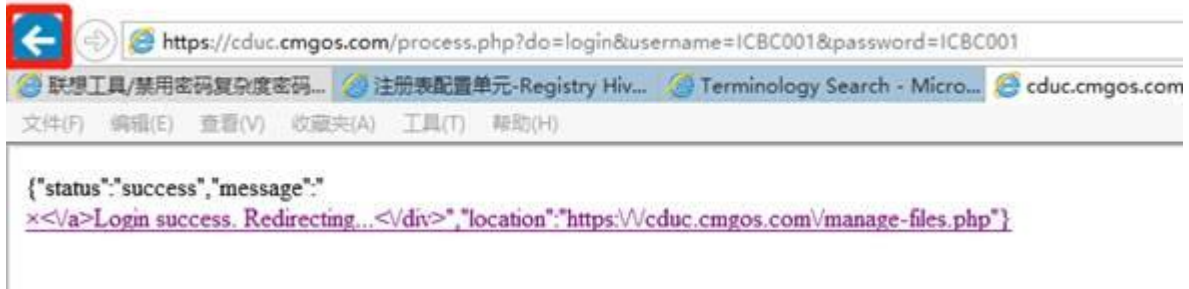 https://cduc.cmgos.com/process.php?do=login&username=ICBC001&password=ICBC001
联想工具/禁用密码复杂度密码... 注册表配置单元-Registry Hiv... Terminology Search - Micro... cduc.cmgos.com
文件(F) 编辑(E) 查看(V) 收藏夹(A) 工具(T) 帮助(H)
{"status":"success","message":"
×<\/a>Login success. Redirecting...<\/div>","location":"https:\/\/cduc.cmgos.com\/manage-files.php"}